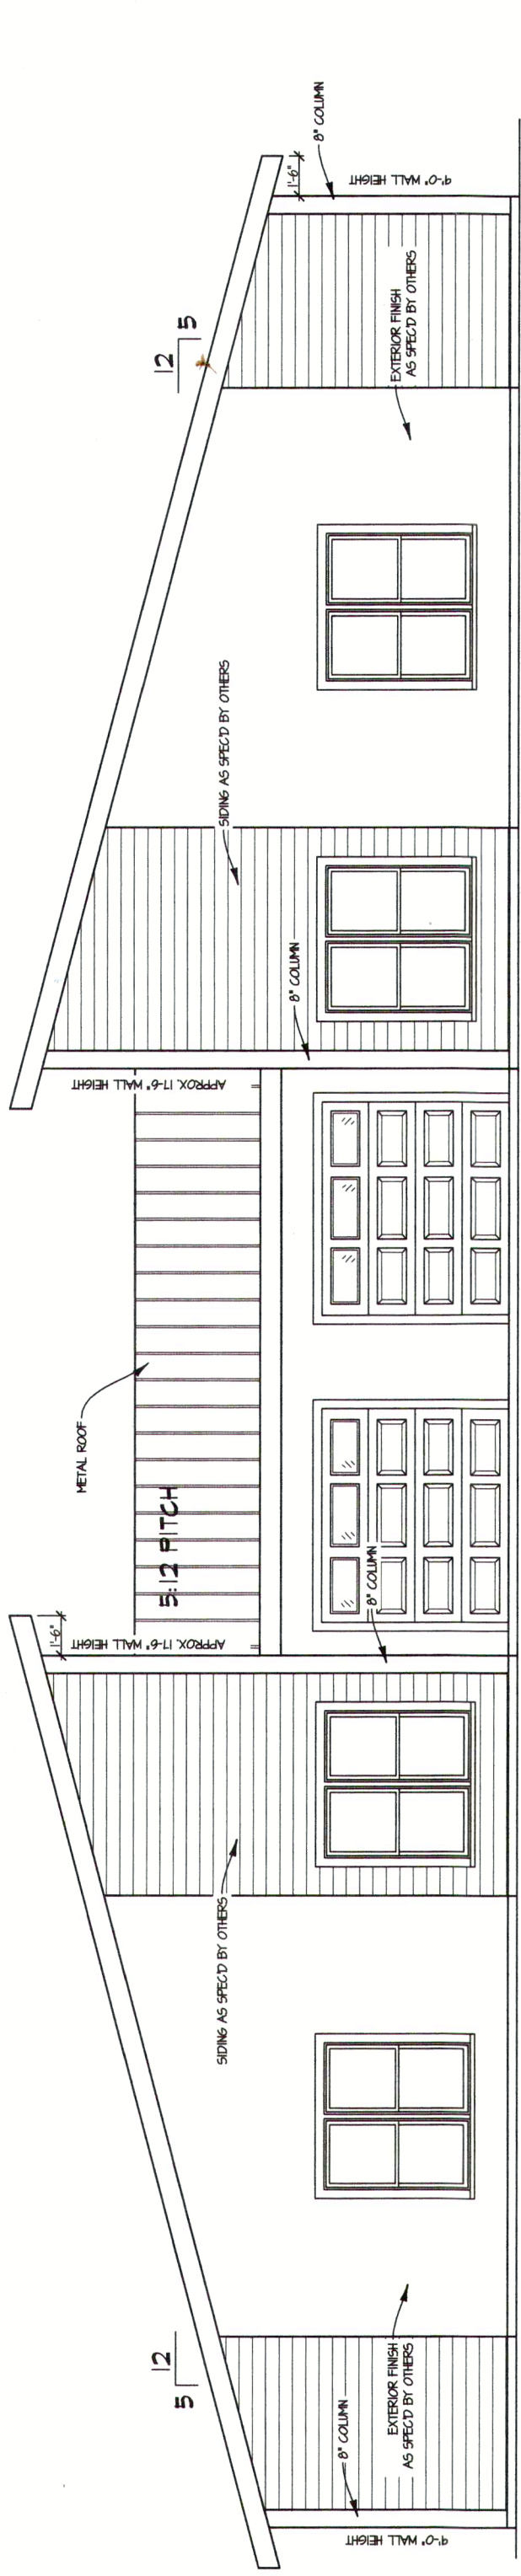 9'-0" WALL HEIGHT
8" COLUMN
12
5
EXTERIOR FINISH
AS SPEC'D BY OTHERS
SIDING AS SPEC'D BY OTHERS
1'-6"
APPROX. 17'-6" WALL HEIGHT
8" COLUMN
5:12 PITCH
METAL ROOF
APPROX. 17'-6" WALL HEIGHT
8" COLUMN
SIDING AS SPEC'D BY OTHERS
12
5
EXTERIOR FINISH
AS SPEC'D BY OTHERS
1'-6"
8" COLUMN
9'-0" WALL HEIGHT